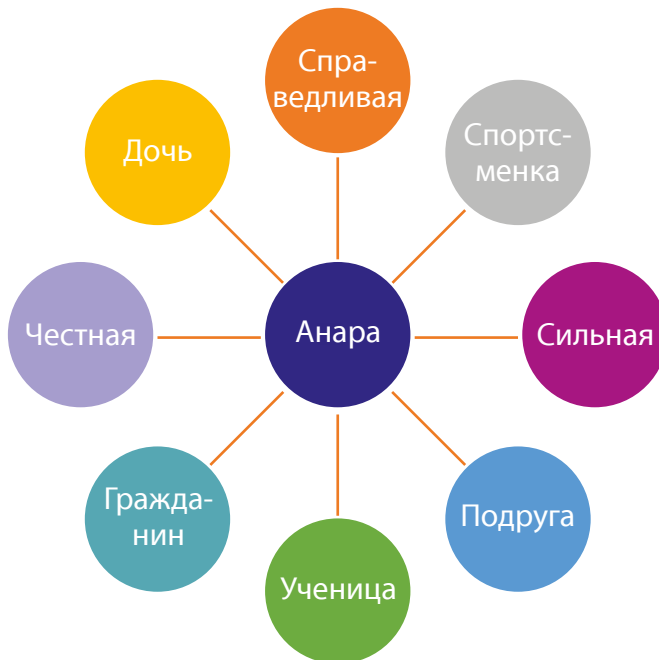 Спра-
ведливая
Спортс-
менка
Дочь
Честная
Анара
Сильная
Гражда-
нин
Подруга
Ученица